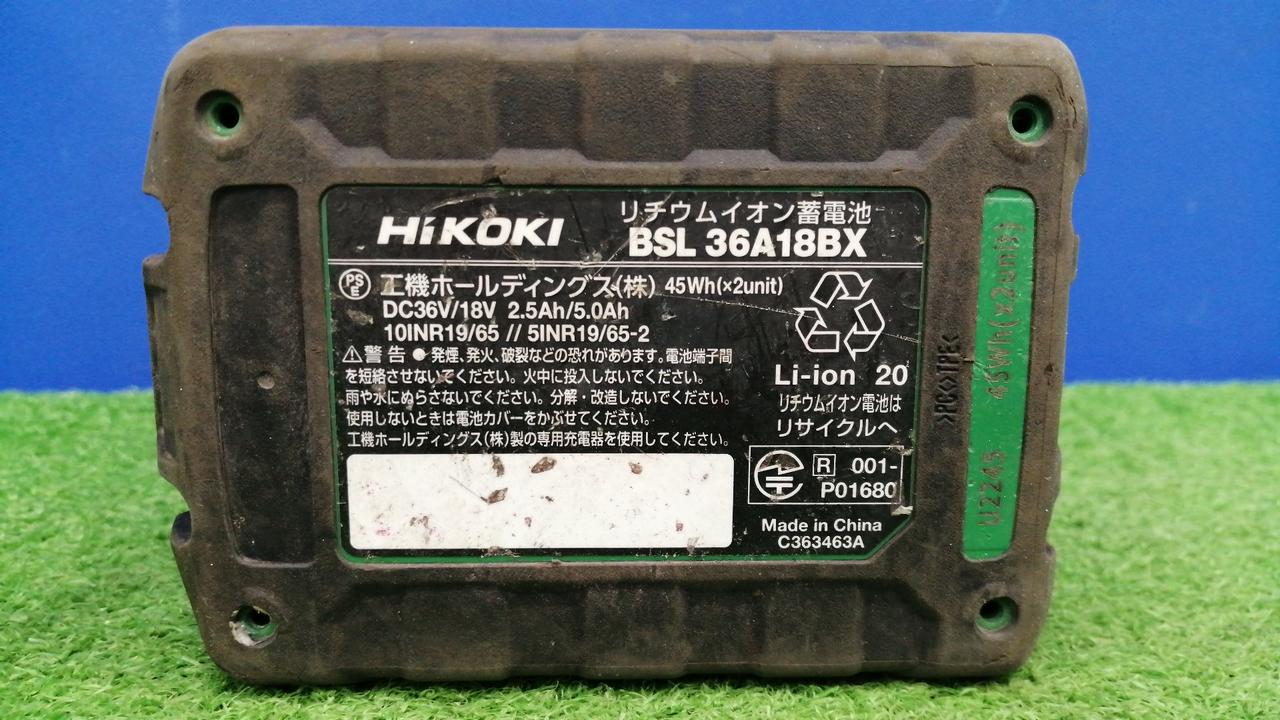 HiKOKI
リチウムイオン蓄電池
BSL 36A18BX
PSE 工機ホールディングス(株) 45Wh(×2unit)
DC36V/18V 2.5Ah/5.0Ah
10INR19/65 // 5INR19/65-2
⚠警告 ● 発煙、発火、破裂などの恐れがあります。電池端子間
を短絡させないでください。火中に投入しないでください。
雨や水にぬらさないでください。分解・改造しないでください。
使用しないときは電池カバーをかぶせてください。
工機ホールディングス(株)製の専用充電器を使用してください。
Li-ion 20
リチウムイオン電池は
リサイクルへ
R 001-
P01680
Made in China
C363463A
>PC<>TPE<
U2245 45Wh(x2unit)